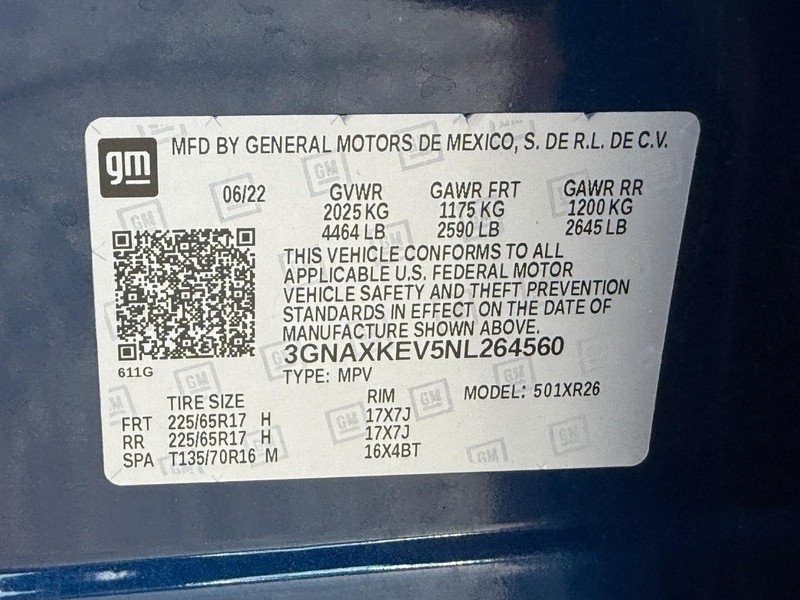 gm
MFD BY GENERAL MOTORS DE MEXICO, S. DE R.L. DE C.V.
06/22 GVWR GAWR FRT GAWR RR
2025 KG 1175 KG 1200 KG
4464 LB 2590 LB 2645 LB
THIS VEHICLE CONFORMS TO ALL
APPLICABLE U.S. FEDERAL MOTOR
VEHICLE SAFETY AND THEFT PREVENTION
STANDARDS IN EFFECT ON THE DATE OF
MANUFACTURE SHOWN ABOVE.
3GNAXKEV5NL264560
611G
TYPE: MPV
TIRE SIZE RIM MODEL: 501XR26
FRT 225/65R17 H 17X7J
RR 225/65R17 H 17X7J
SPA T135/70R16 M 16X4BT